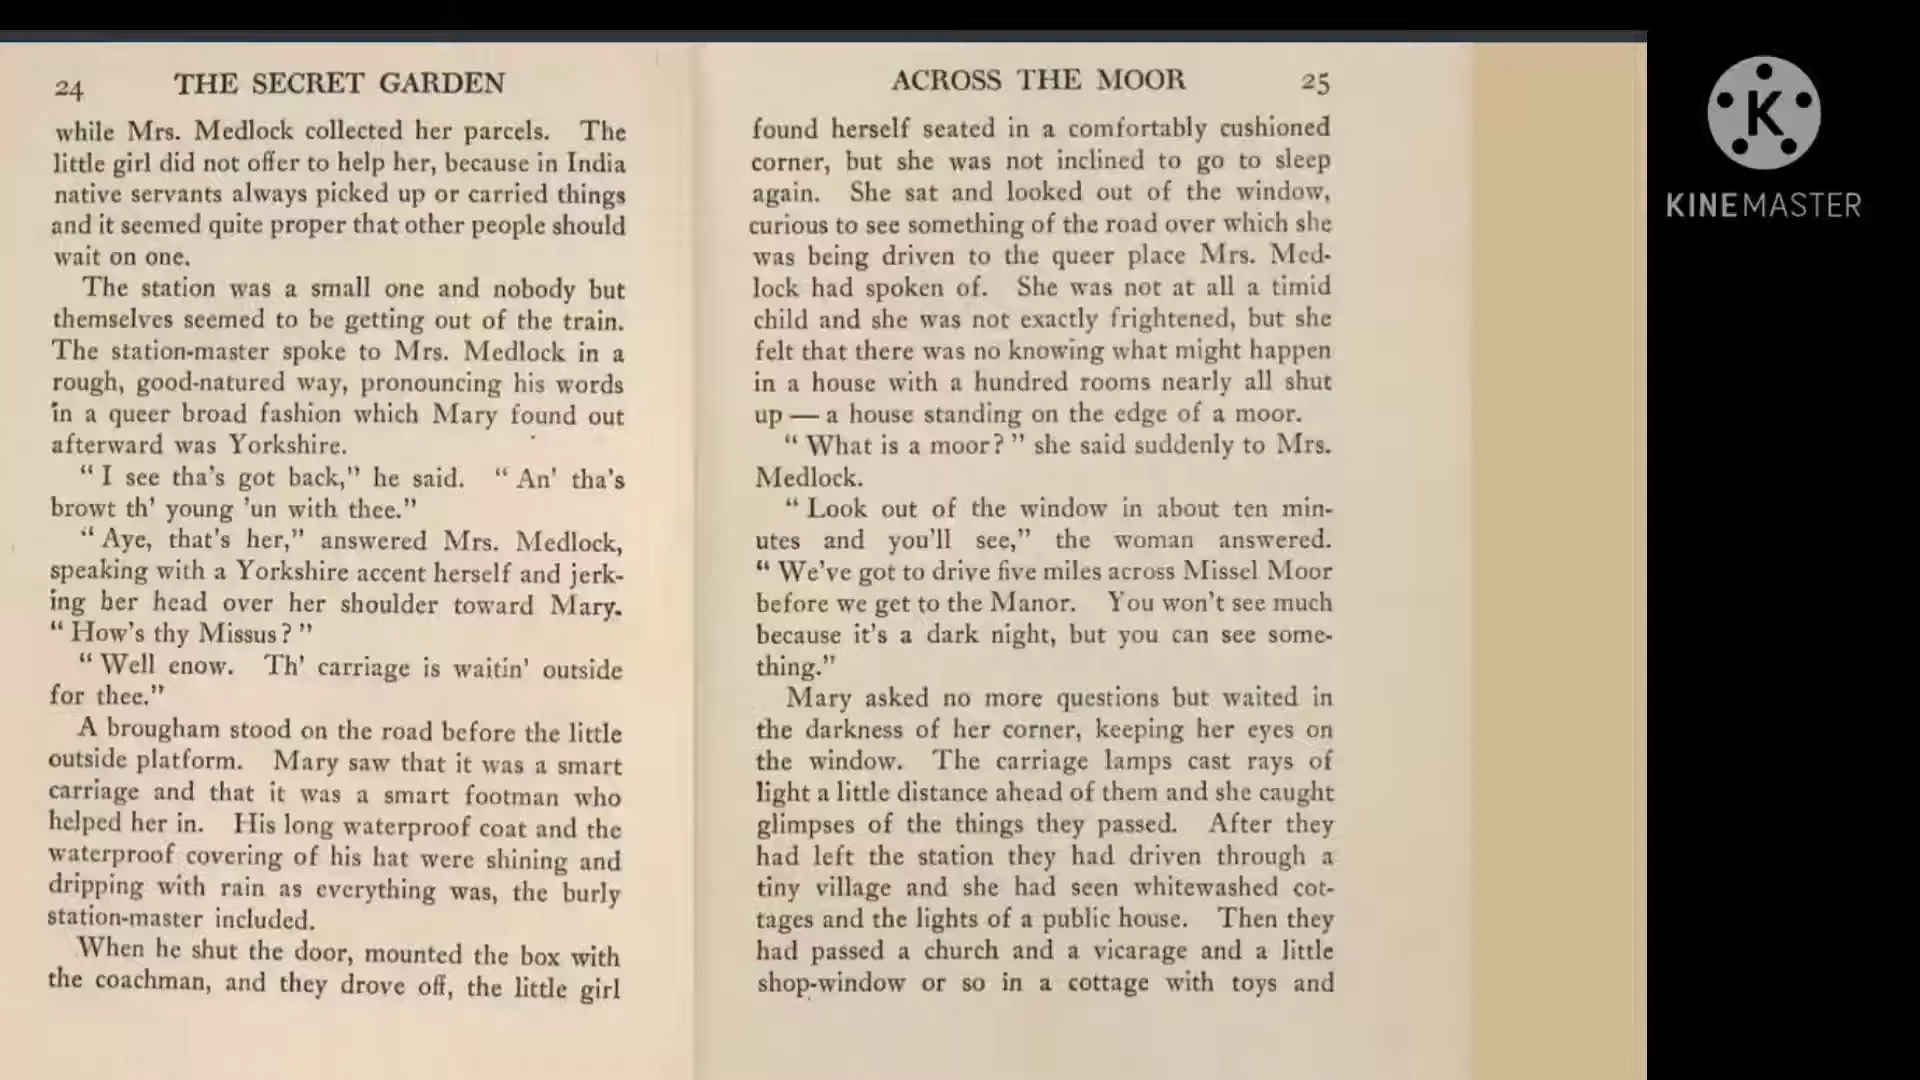 24 THE SECRET GARDEN
while Mrs. Medlock collected her parcels. The
little girl did not offer to help her, because in India
native servants always picked up or carried things
and it seemed quite proper that other people should
wait on one.
The station was a small one and nobody but
themselves seemed to be getting out of the train.
The station-master spoke to Mrs. Medlock in a
rough, good-natured way, pronouncing his words
in a queer broad fashion which Mary found out
afterward was Yorkshire.
“I see tha's got back,” he said. “An' tha's
browt th' young 'un with thee.”
“Aye, that's her,” answered Mrs. Medlock,
speaking with a Yorkshire accent herself and jerk-
ing her head over her shoulder toward Mary.
“How's thy Missus?”
“Well enow. Th' carriage is waitin' outside
for thee.”
A brougham stood on the road before the little
outside platform. Mary saw that it was a smart
carriage and that it was a smart footman who
helped her in. His long waterproof coat and the
waterproof covering of his hat were shining and
dripping with rain as everything was, the burly
station-master included.
When he shut the door, mounted the box with
the coachman, and they drove off, the little girl
ACROSS THE MOOR 25
found herself seated in a comfortably cushioned
corner, but she was not inclined to go to sleep
again. She sat and looked out of the window,
curious to see something of the road over which she
was being driven to the queer place Mrs. Med-
lock had spoken of. She was not at all a timid
child and she was not exactly frightened, but she
felt that there was no knowing what might happen
in a house with a hundred rooms nearly all shut
up — a house standing on the edge of a moor.
“What is a moor?” she said suddenly to Mrs.
Medlock.
“Look out of the window in about ten min-
utes and you'll see,” the woman answered.
“We've got to drive five miles across Missel Moor
before we get to the Manor. You won't see much
because it's a dark night, but you can see some-
thing.”
Mary asked no more questions but waited in
the darkness of her corner, keeping her eyes on
the window. The carriage lamps cast rays of
light a little distance ahead of them and she caught
glimpses of the things they passed. After they
had left the station they had driven through a
tiny village and she had seen whitewashed cot-
tages and the lights of a public house. Then they
had passed a church and a vicarage and a little
shop-window or so in a cottage with toys and
K
KINEMASTER